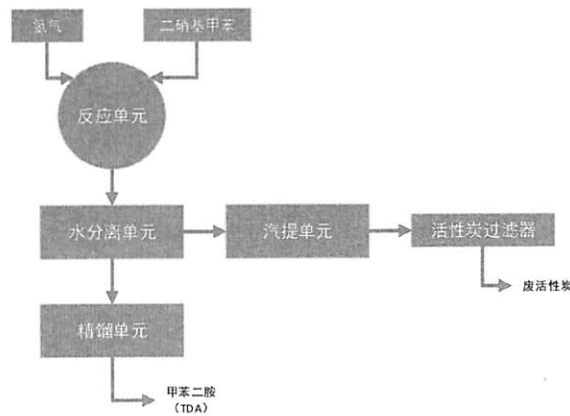 氢气
二硝基甲苯
反应单元
水分离单元
汽提单元
活性炭过滤器
废活性炭
精馏单元
甲苯二胺
（TDA）